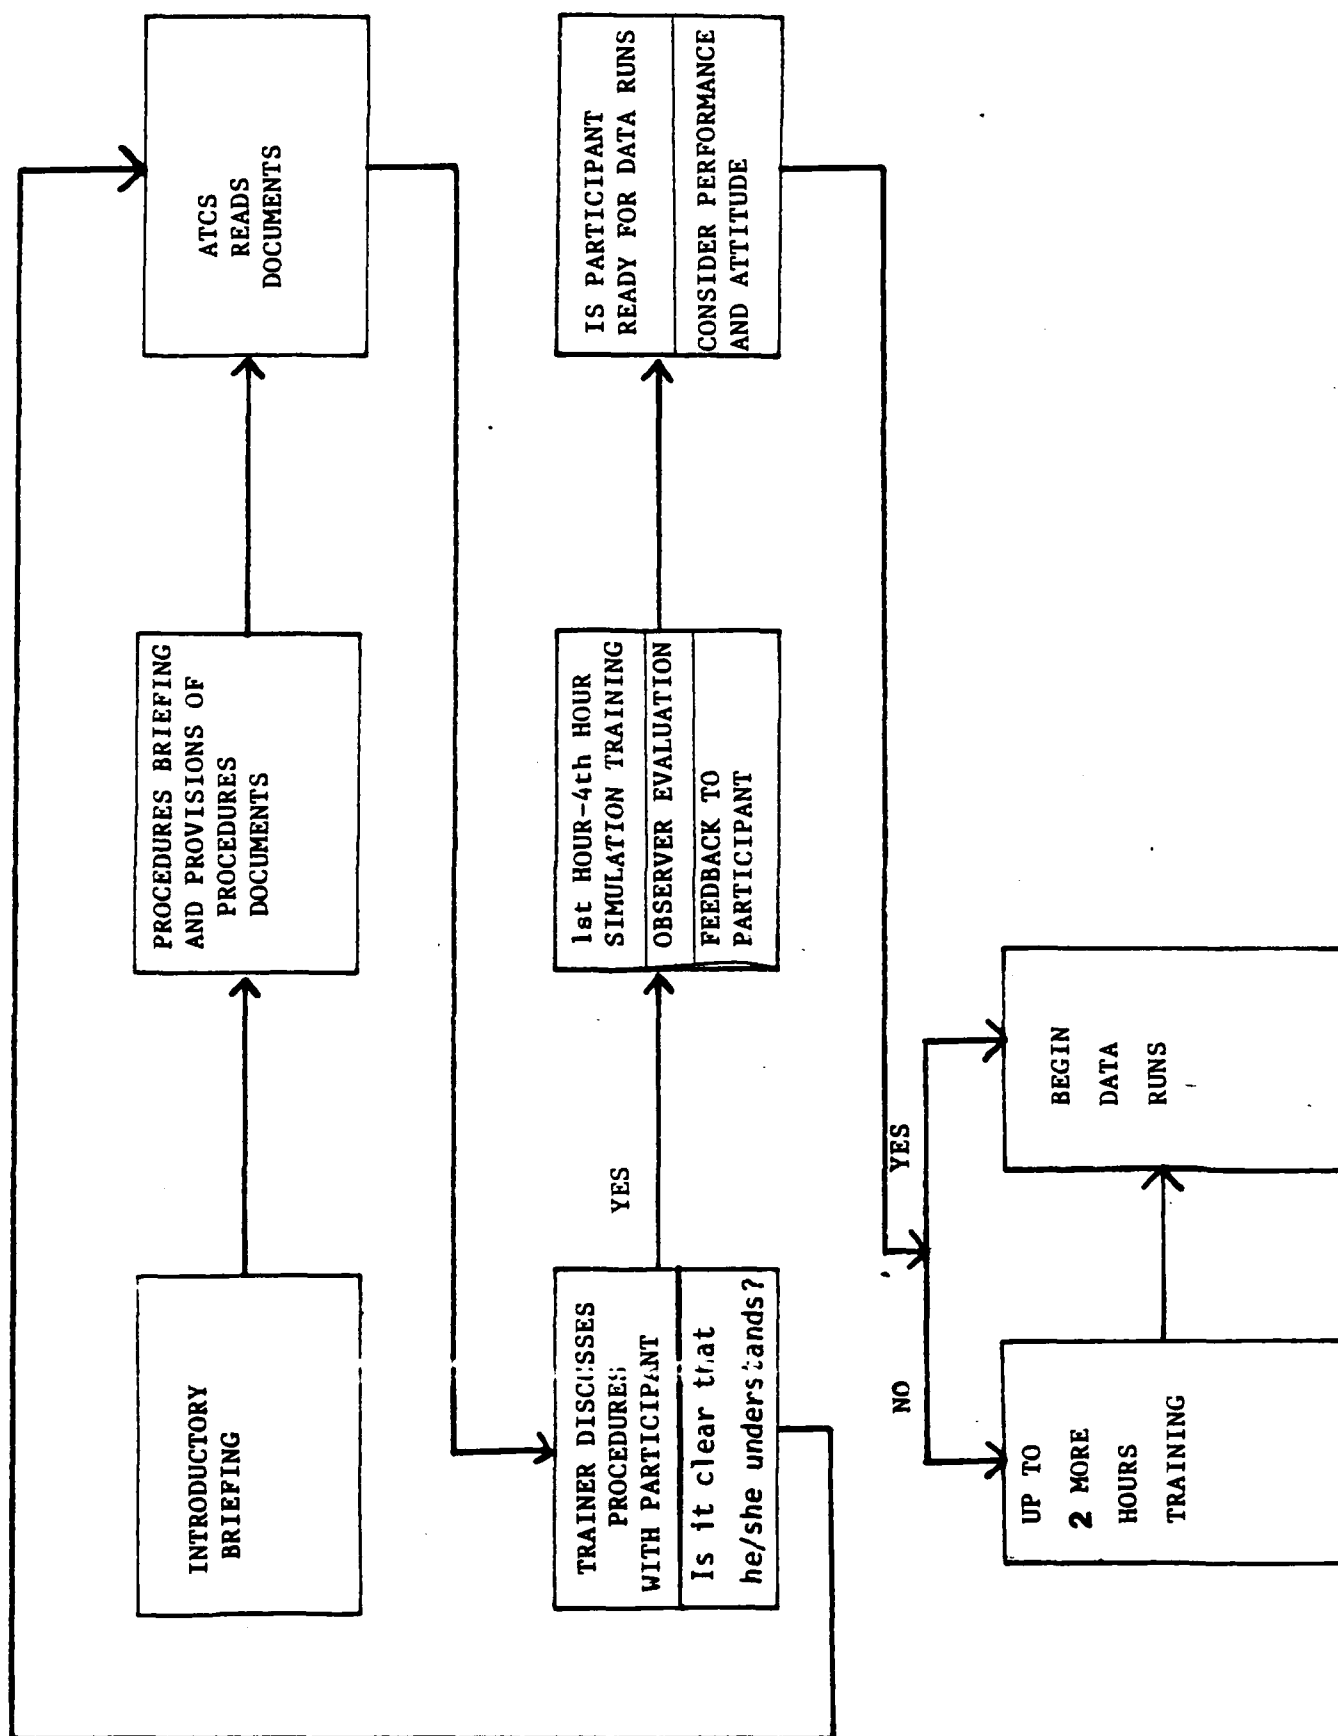 INTRODUCTORY
BRIEFING
PROCEDURES BRIEFING
AND PROVISIONS OF
PROCEDURES
DOCUMENTS
ATCS
READS
DOCUMENTS
TRAINER DISCUSSES
PROCEDURES
WITH PARTICIPANT
Is it clear that
he/she understands?
YES
1st HOUR-4th HOUR
SIMULATION TRAINING
OBSERVER EVALUATION
FEEDBACK TO
PARTICIPANT
IS PARTICIPANT
READY FOR DATA RUNS
CONSIDER PERFORMANCE
AND ATTITUDE
NO
YES
UP TO
2 MORE
HOURS
TRAINING
BEGIN
DATA
RUNS